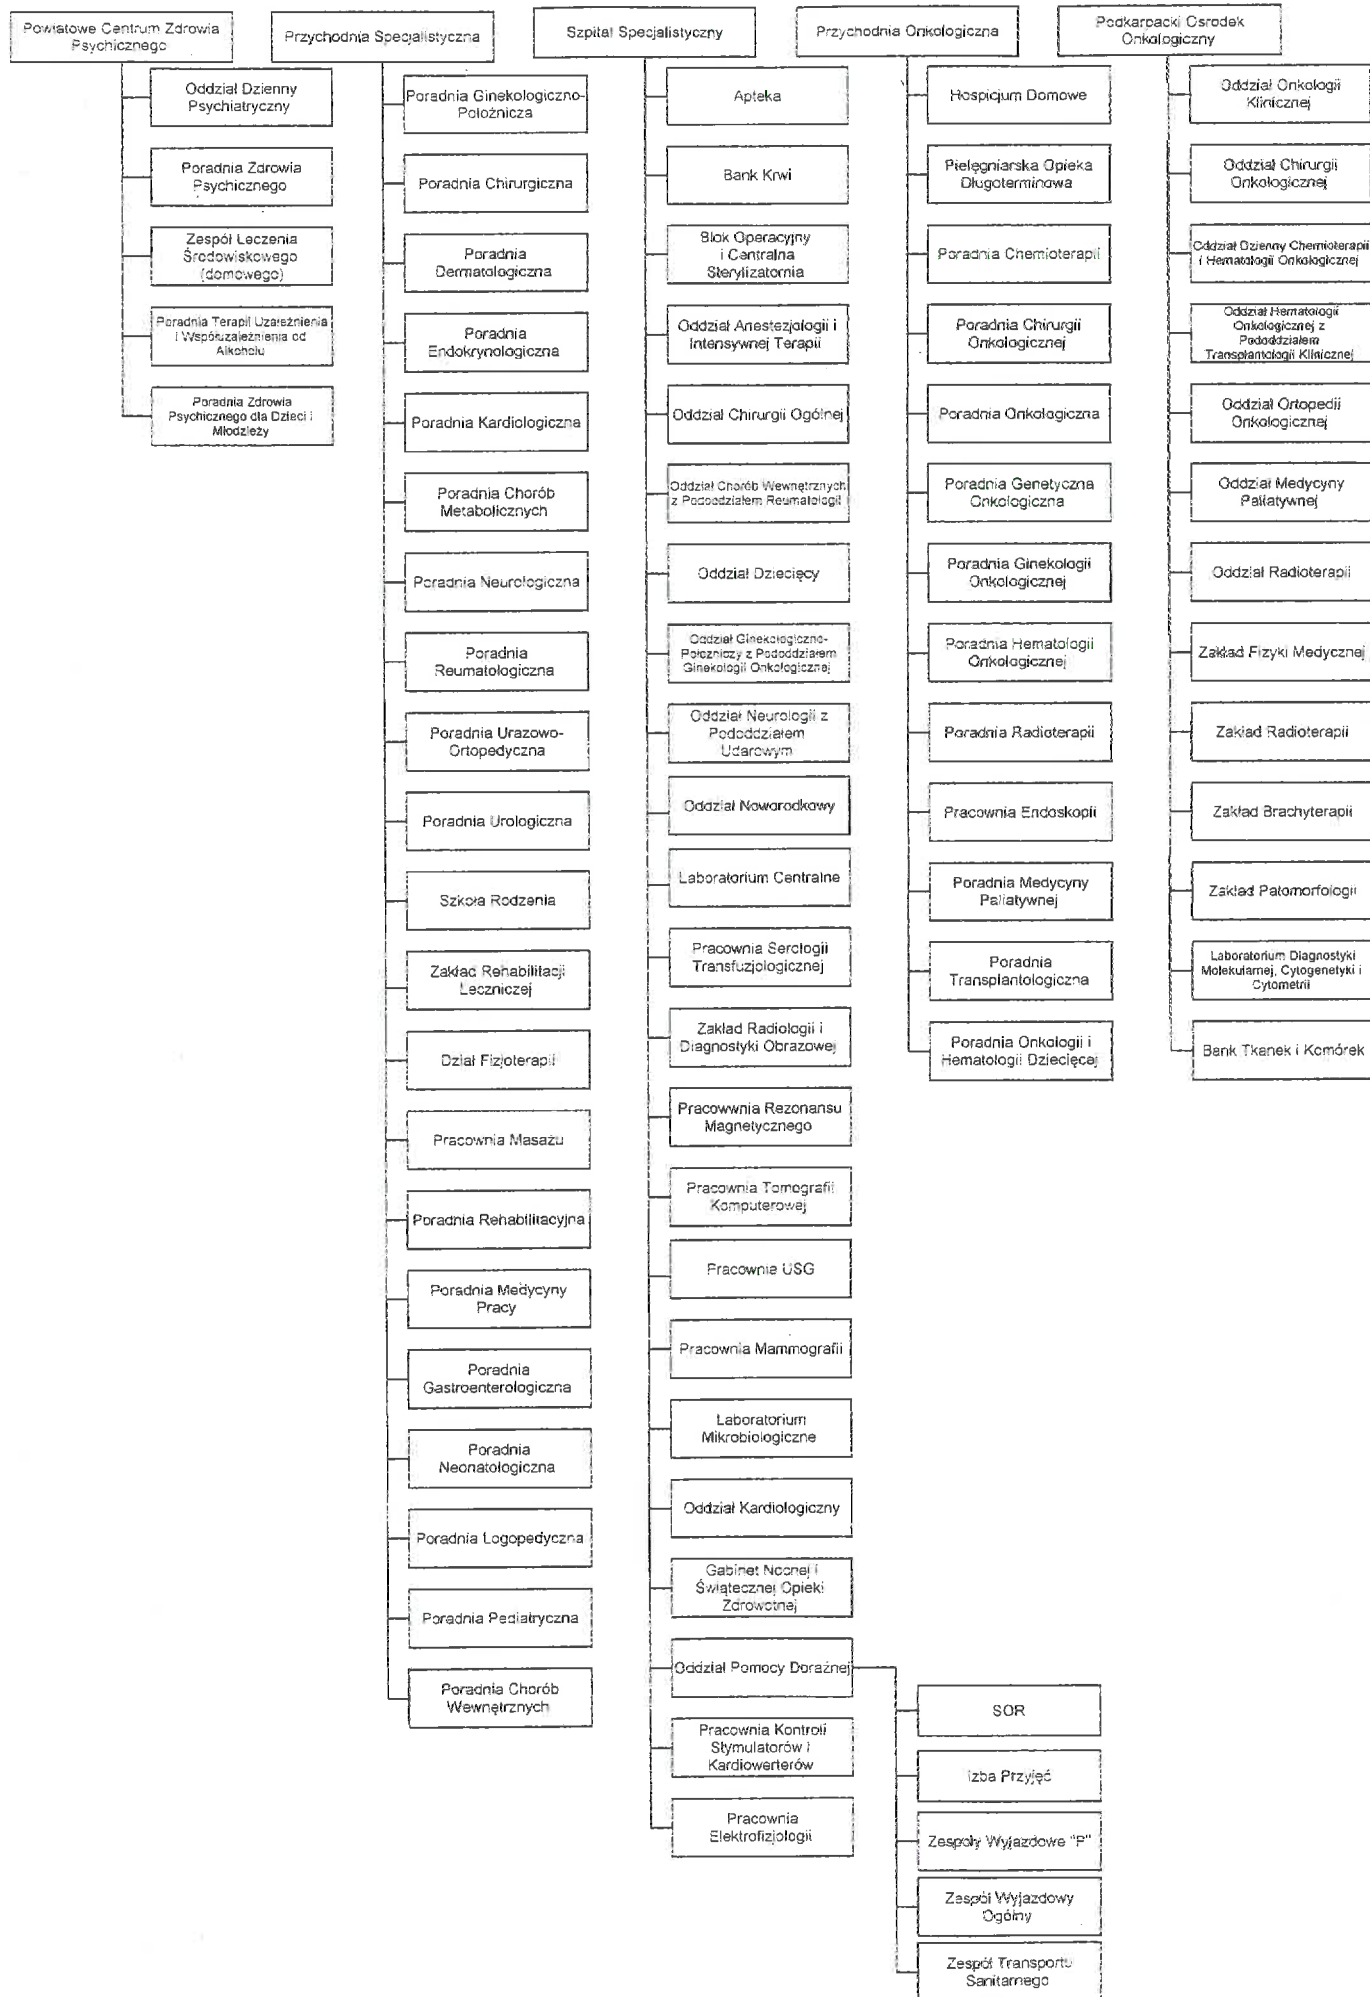 Powiatowe Centrum Zdrowia
Psychicznego
Oddział Dzienny
Psychiatryczny
Poradnia Zdrowia
Psychicznego
Zespół Leczenia
Środowiskowego
(domowego)
Poradnia Terapii Uzależnienia
i Współuzależnienia od
Alkoholu
Poradnia Zdrowia
Psychicznego dla Dzieci i
Młodzieży
Przychodnia Specjalistyczna
Poradnia Ginekologiczno-
Położnicza
Poradnia Chirurgiczna
Poradnia
Dermatologiczna
Poradnia
Endokrynologiczna
Poradnia Kardiologiczna
Poradnia Chorób
Metabolicznych
Poradnia Neurologiczna
Poradnia
Reumatologiczna
Poradnia Urazowo-
Ortopedyczna
Poradnia Urologiczna
Szkoła Rodzenia
Zakład Rehabilitacji
Leczniczej
Dział Fizjoterapii
Pracownia Masażu
Poradnia Rehabilitacyjna
Poradnia Medycyny
Pracy
Poradnia
Gastroenterologiczna
Poradnia
Neonatologiczna
Poradnia Logopedyczna
Poradnia Pediatryczna
Poradnia Chorób
Wewnętrznych
Szpital Specjalistyczny
Apteka
Bank Krwi
Blok Operacyjny
i Centralna
Sterylizatornia
Oddział Anestezjologii i
Intensywnej Terapii
Oddział Chirurgii Ogólnej
Oddział Chorób Wewnętrznych
z Pododdziałem Reumatologii
Oddział Dziecięcy
Oddział Ginekologiczno-
Położniczy z Pododdziałem
Ginekologii Onkologicznej
Oddział Neurologii z
Pododdziałem
Udarowym
Oddział Noworodkowy
Laboratorium Centralne
Pracownia Serologii
Transfuzjologicznej
Zakład Radiologii i
Diagnostyki Obrazowej
Pracowwnia Rezonansu
Magnetycznego
Pracownia Tomografii
Komputerowej
Pracownie USG
Pracownia Mammografii
Laboratorium
Mikrobiologiczne
Oddział Kardiologiczny
Gabinet Nocnej i
Świątecznej Opieki
Zdrowotnej
Oddział Pomocy Doraźnej
Pracownia Kontroli
Stymulatorów i
Kardiowerterów
Pracownia
Elektrofizjologii
SOR
Izba Przyjęć
Zespoły Wyjazdowe "P"
Zespół Wyjazdowy
Ogólny
Zespół Transportu
Sanitarnego
Przychodnia Onkologiczna
Hospicjum Domowe
Pielęgniarska Opieka
Długoterminowa
Poradnia Chemioterapii
Poradnia Chirurgii
Onkologicznej
Poradnia Onkologiczna
Poradnia Genetyczna
Onkologiczna
Poradnia Ginekologii
Onkologicznej
Poradnia Hematologii
Onkologicznej
Poradnia Radioterapii
Pracownia Endoskopii
Poradnia Medycyny
Paliatywnej
Poradnia
Transplantologiczna
Poradnia Onkologii i
Hematologii Dziecięcej
Podkarpacki Ośrodek
Onkologiczny
Oddział Onkologii
Klinicznej
Oddział Chirurgii
Onkologicznej
Oddział Dzienny Chemioterapii
i Hematologii Onkologicznej
Oddział Hematologii
Onkologicznej z
Pododdziałem
Transplantologii Klinicznej
Oddział Ortopedii
Onkologicznej
Oddział Medycyny
Paliatywnej
Oddział Radioterapii
Zakład Fizyki Medycznej
Zakład Radioterapii
Zakład Brachyterapii
Zakład Patomorfologii
Laboratorium Diagnostyki
Molekularnej, Cytogenetyki i
Cytometrii
Bank Tkanek i Komórek